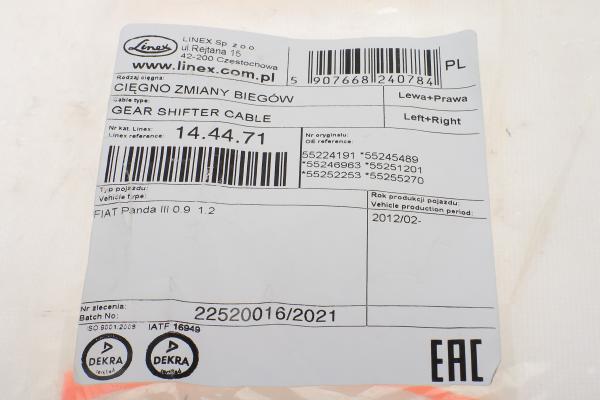 Linex
LINEX Sp. z o.o.
ul.Rejtana 15
42-200 Częstochowa
www.linex.com.pl
5 907668 240784
PL
Rodzaj cięgna:
CIĘGNO ZMIANY BIEGÓW
Lewa+Prawa
Cable type:
GEAR SHIFTER CABLE
Left+Right
Nr kat. Linex:
Linex reference:
14.44.71
Nr oryginału:
OE reference:
55224191 *55245489
*55246963 *55251201
*55252253 *55255270
Typ pojazdu:
Vehicle type:
Rok produkcji pojazdu:
Vehicle production period:
FIAT Panda III 0.9 1.2
2012/02-
Nr zlecenia:
Batch No:
22520016/2021
ISO 9001:2008
IATF 16949
DEKRA
certified
DEKRA
certified
EAC